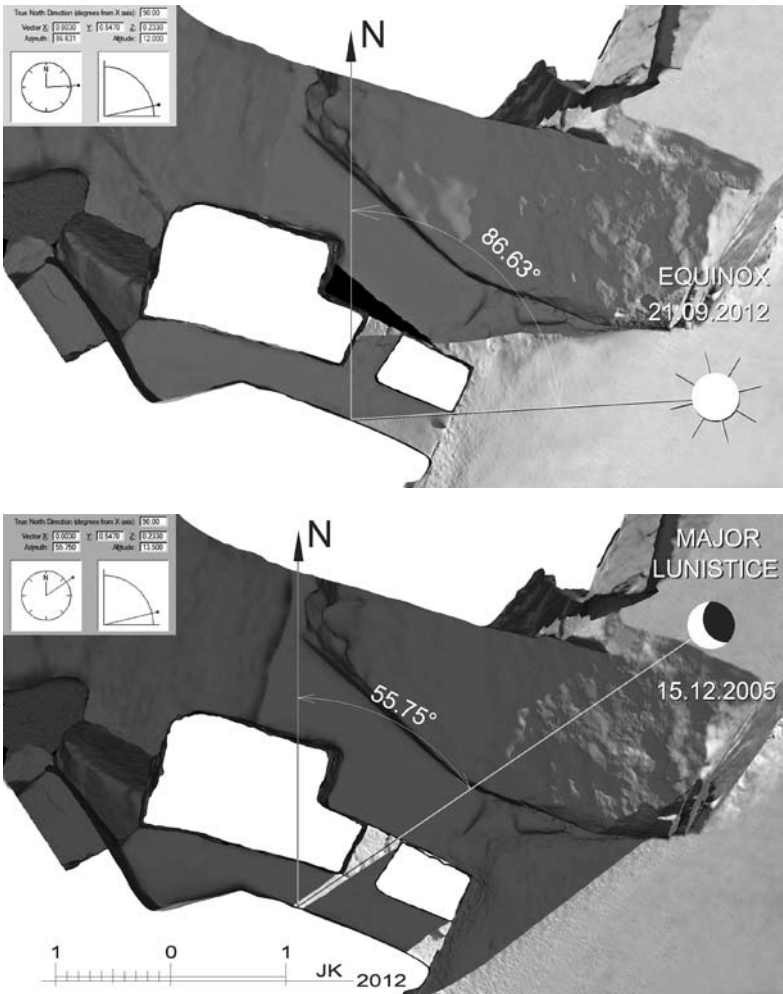 True North Direction (degrees from X axis): 90.00
Vector X: 0.8030 Y: 0.5470 Z: 0.2330
Azimuth: 86.631 Altitude: 12.000
N
N
86.63°
EQUINOX
21.09.2012
True North Direction (degrees from X axis): 90.00
Vector X: 0.8030 Y: 0.5470 Z: 0.2330
Azimuth: 55.750 Altitude: 13.500
N
N
MAJOR
LUNISTICE
55.75°
15.12.2005
1 0 1
JK 2012